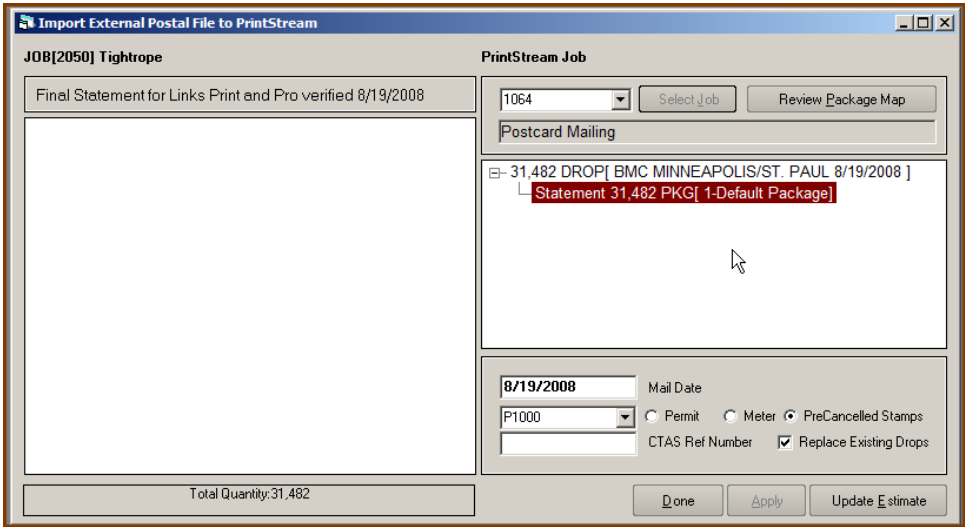 Import External Postal File to PrintStream
JOB[2050] Tightrope
Final Statement for Links Print and Pro verified 8/19/2008
Total Quantity:31,482
PrintStream Job
1064 Select Job Review Package Map
Postcard Mailing
31,482 DROP[ BMC MINNEAPOLIS/ST. PAUL 8/19/2008 ]
Statement 31,482 PKG[ 1-Default Package]
8/19/2008 Mail Date
P1000 Permit Meter PreCancelled Stamps
CTAS Ref Number Replace Existing Drops
Done Apply Update Estimate